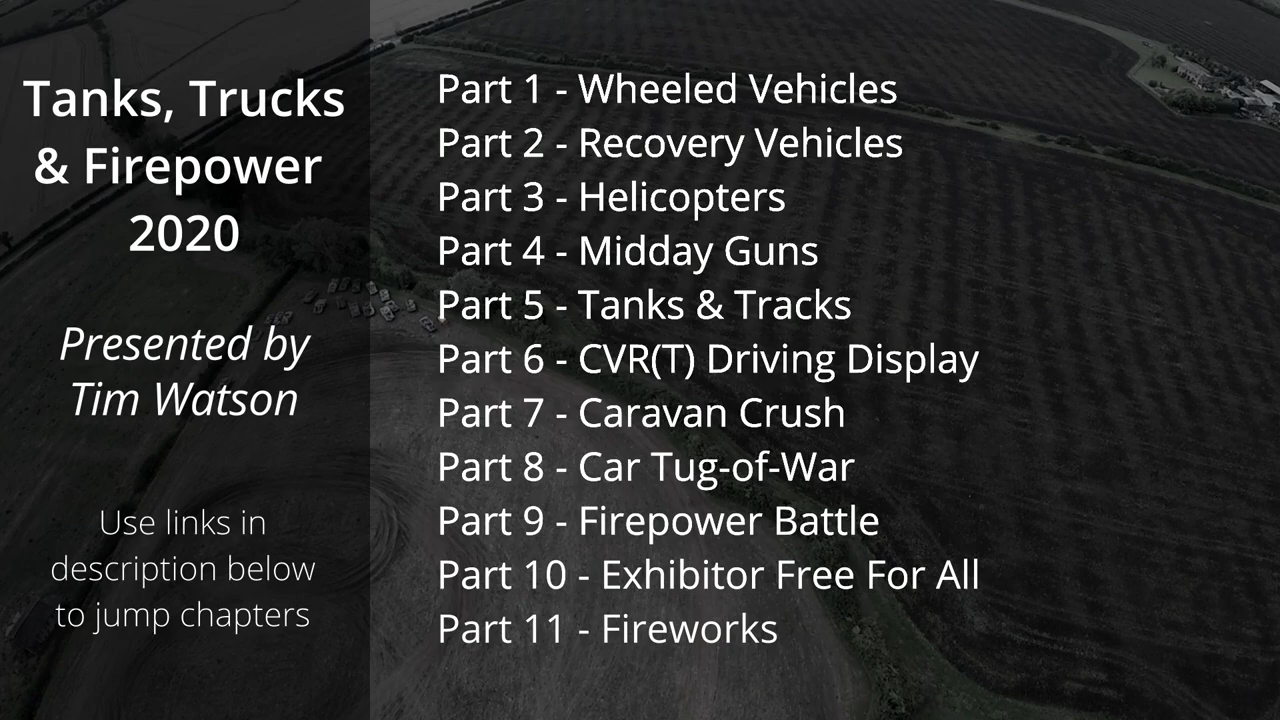 Tanks, Trucks
& Firepower
2020
Presented by
Tim Watson
Use links in
description below
to jump chapters
Part 1 - Wheeled Vehicles
Part 2 - Recovery Vehicles
Part 3 - Helicopters
Part 4 - Midday Guns
Part 5 - Tanks & Tracks
Part 6 - CVR(T) Driving Display
Part 7 - Caravan Crush
Part 8 - Car Tug-of-War
Part 9 - Firepower Battle
Part 10 - Exhibitor Free For All
Part 11 - Fireworks